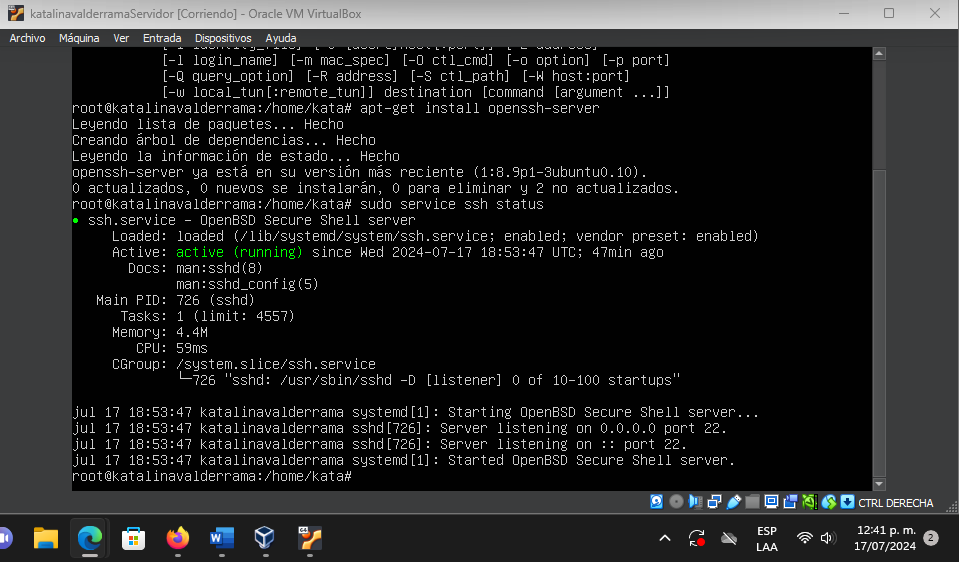 katalinavalderramaServidor [Corriendo] - Oracle VM VirtualBox
Archivo Máquina Ver Entrada Dispositivos Ayuda
[-i identity_file] [-J [user@]host[:port]] [-L address]
[-l login_name] [-m mac_spec] [-O ctl_cmd] [-o option] [-p port]
[-Q query_option] [-R address] [-S ctl_path] [-W host:port]
[-w local_tun[:remote_tun]] destination [command [argument ...]]
root@katalinavalderrama:/home/kata# apt-get install openssh-server
Leyendo lista de paquetes... Hecho
Creando árbol de dependencias... Hecho
Leyendo la información de estado... Hecho
openssh-server ya está en su versión más reciente (1:8.9p1-3ubuntu0.10).
0 actualizados, 0 nuevos se instalarán, 0 para eliminar y 2 no actualizados.
root@katalinavalderrama:/home/kata# sudo service ssh status
● ssh.service - OpenBSD Secure Shell server
Loaded: loaded (/lib/systemd/system/ssh.service; enabled; vendor preset: enabled)
Active: active (running) since Wed 2024-07-17 18:53:47 UTC; 47min ago
Docs: man:sshd(8)
man:sshd_config(5)
Main PID: 726 (sshd)
Tasks: 1 (limit: 4557)
Memory: 4.4M
CPU: 59ms
CGroup: /system.slice/ssh.service
└─726 "sshd: /usr/sbin/sshd -D [listener] 0 of 10-100 startups"
jul 17 18:53:47 katalinavalderrama systemd[1]: Starting OpenBSD Secure Shell server...
jul 17 18:53:47 katalinavalderrama sshd[726]: Server listening on 0.0.0.0 port 22.
jul 17 18:53:47 katalinavalderrama sshd[726]: Server listening on :: port 22.
jul 17 18:53:47 katalinavalderrama systemd[1]: Started OpenBSD Secure Shell server.
root@katalinavalderrama:/home/kata#
CTRL DERECHA
ESP
LAA
12:41 p. m.
17/07/2024
2